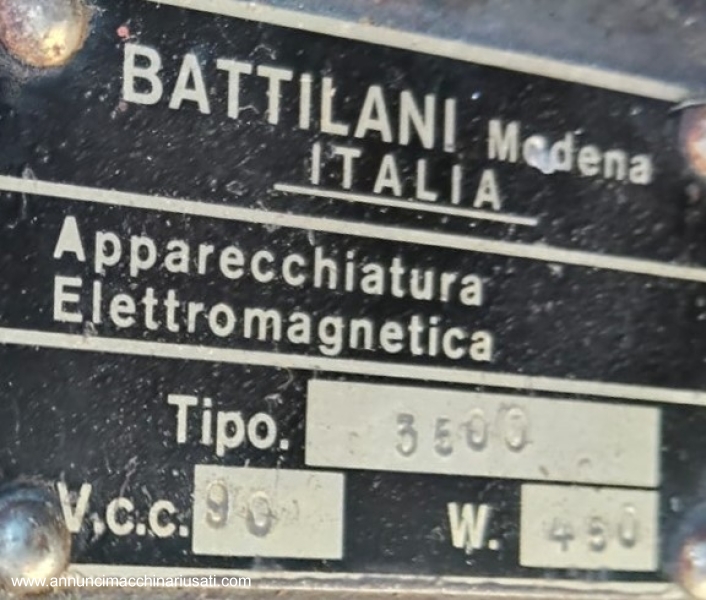 BATTILANI Modena
ITALIA
Apparecchiatura
Elettromagnetica
Tipo. 3500
V.c.c. 90 W. 450
www.annuncimacchinariusati.com